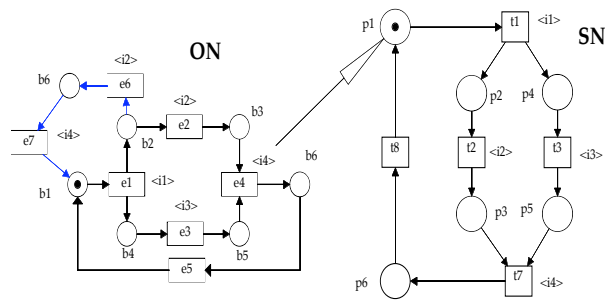 ON
SN
<i2>
b6
e6
<i4>
e7
<i2>
e2
b3
b2
<i4>
b1
e1
<i1>
e4
b6
<i3>
b4
e3
b5
e5
p1
t1
<i1>
p2
p4
t8
t2
<i2>
t3
<i3>
p3
p5
p6
t7
<i4>